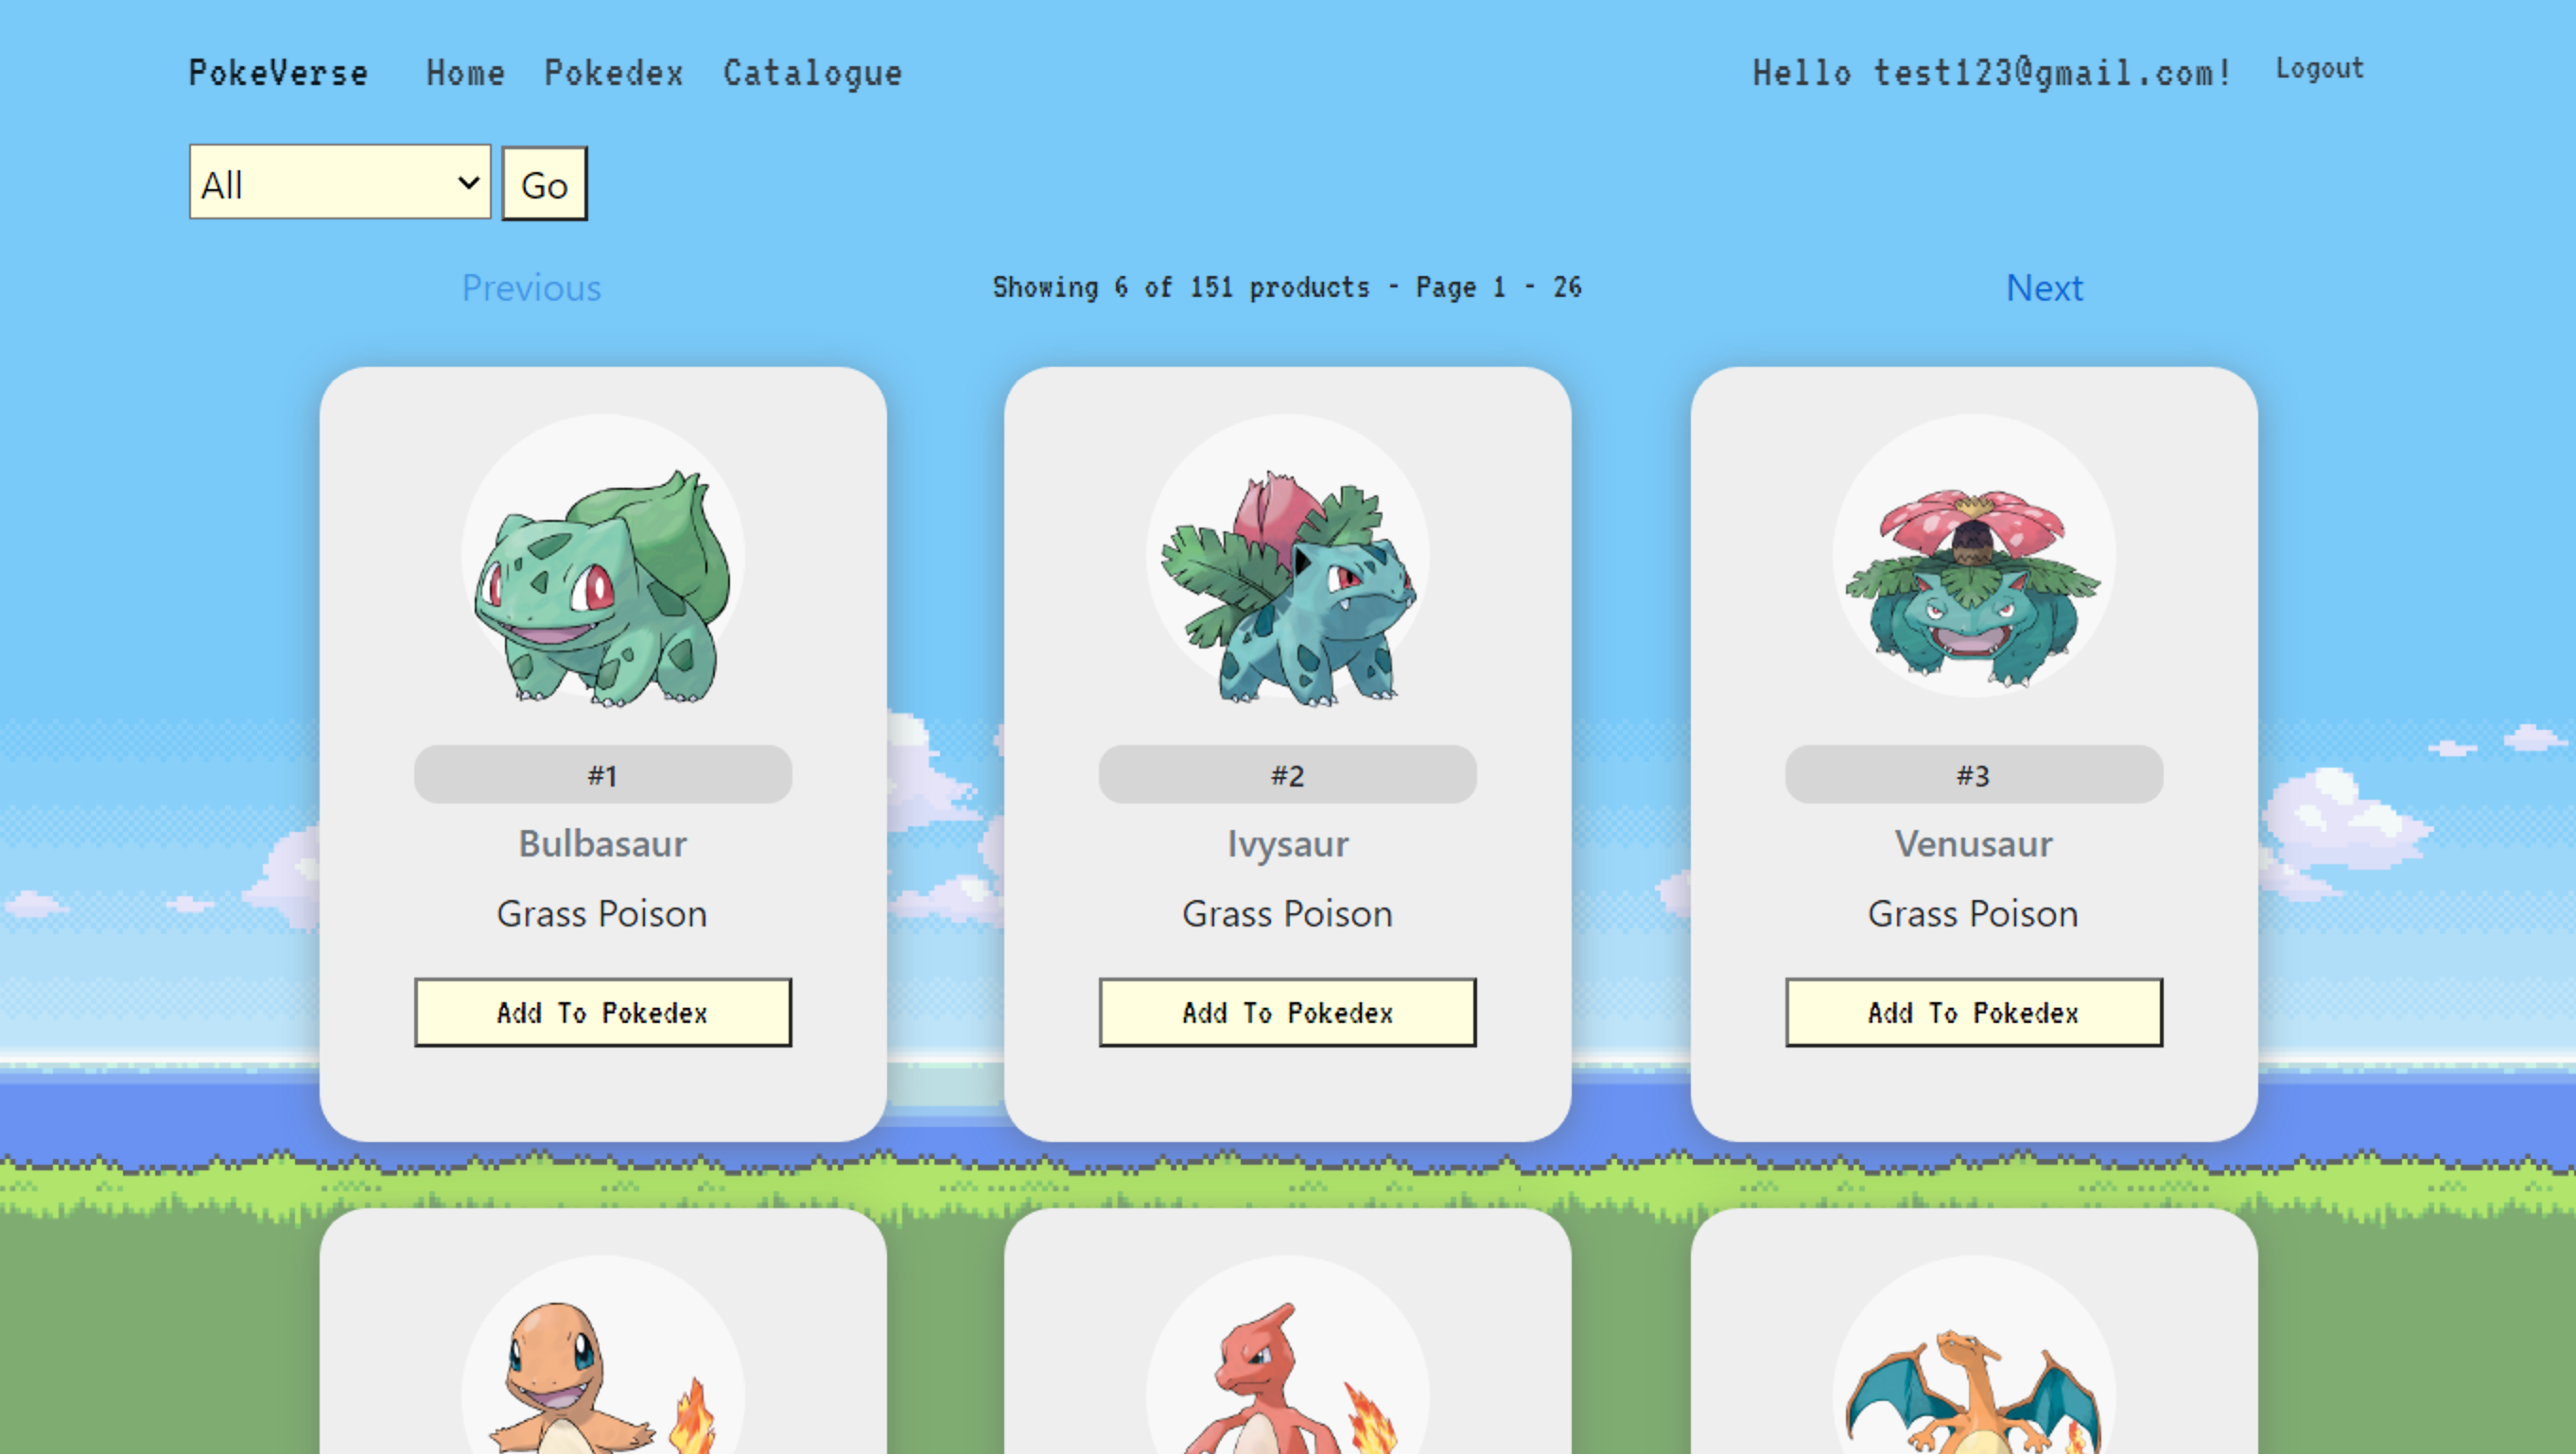 PokeVerse Home Pokedex Catalogue Hello test123@gmail.com! Logout
All Go
Previous Showing 6 of 151 products - Page 1 - 26 Next
#1 #2 #3
Bulbasaur Ivysaur Venusaur
Grass Poison Grass Poison Grass Poison
Add To Pokedex Add To Pokedex Add To Pokedex